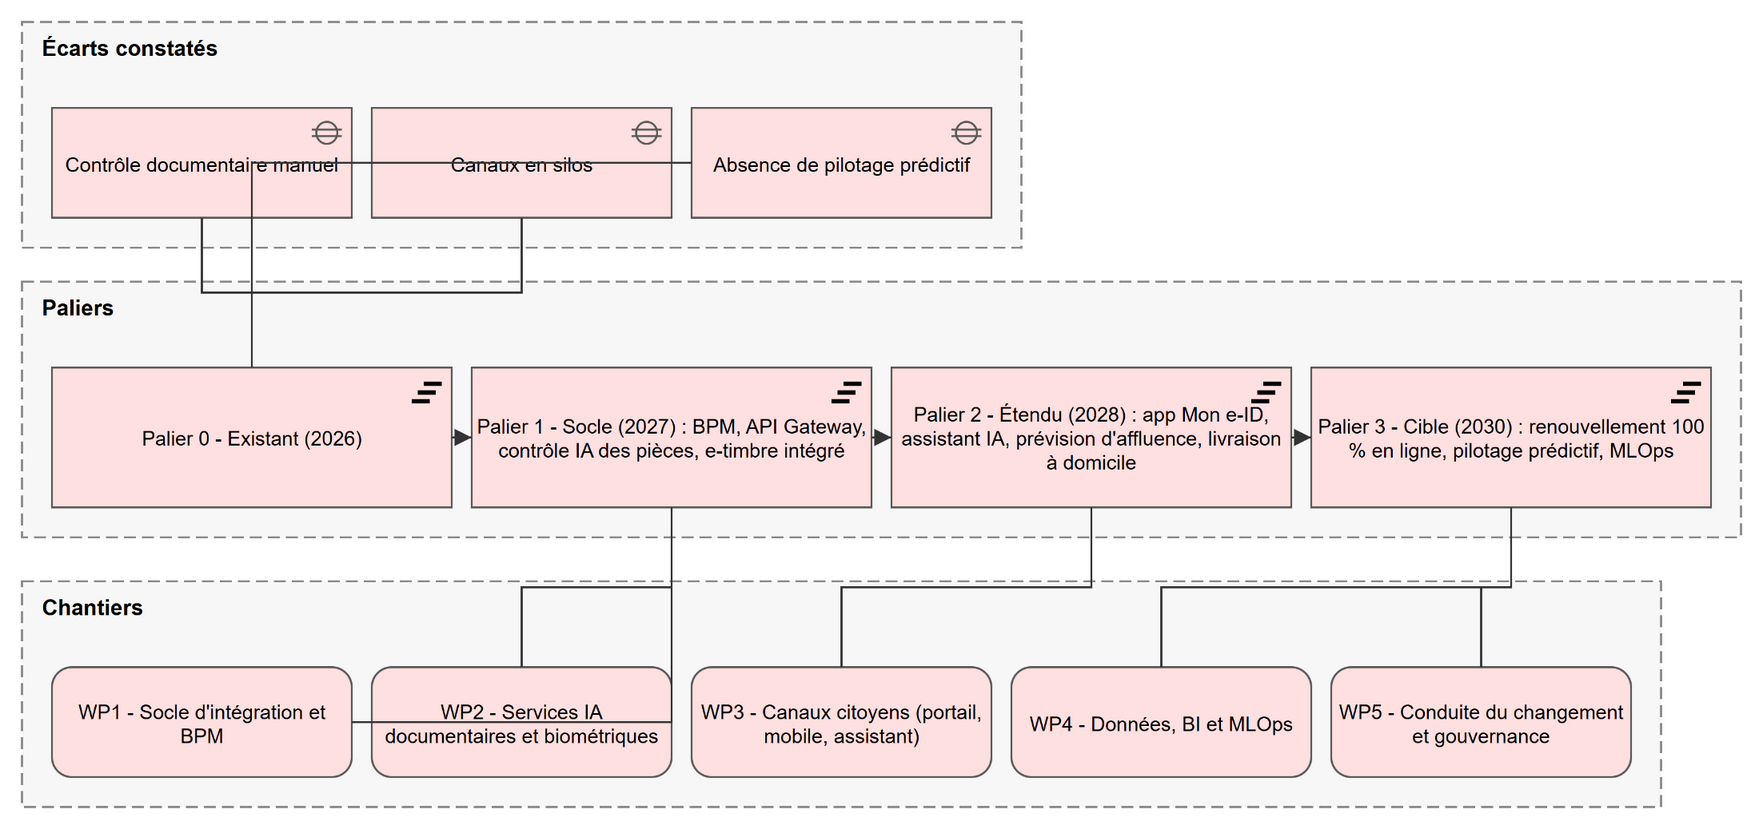 Écarts constatés
Contrôle documentaire manuel
Canaux en silos
Absence de pilotage prédictif
Paliers
Palier 0 - Existant (2026)
Palier 1 - Socle (2027) : BPM, API Gateway,
contrôle IA des pièces, e-timbre intégré
Palier 2 - Étendu (2028) : app Mon e-ID,
assistant IA, prévision d'affluence, livraison
à domicile
Palier 3 - Cible (2030) : renouvellement 100
% en ligne, pilotage prédictif, MLOps
Chantiers
WP1 - Socle d'intégration et
BPM
WP2 - Services IA
documentaires et biométriques
WP3 - Canaux citoyens (portail,
mobile, assistant)
WP4 - Données, BI et MLOps
WP5 - Conduite du changement
et gouvernance